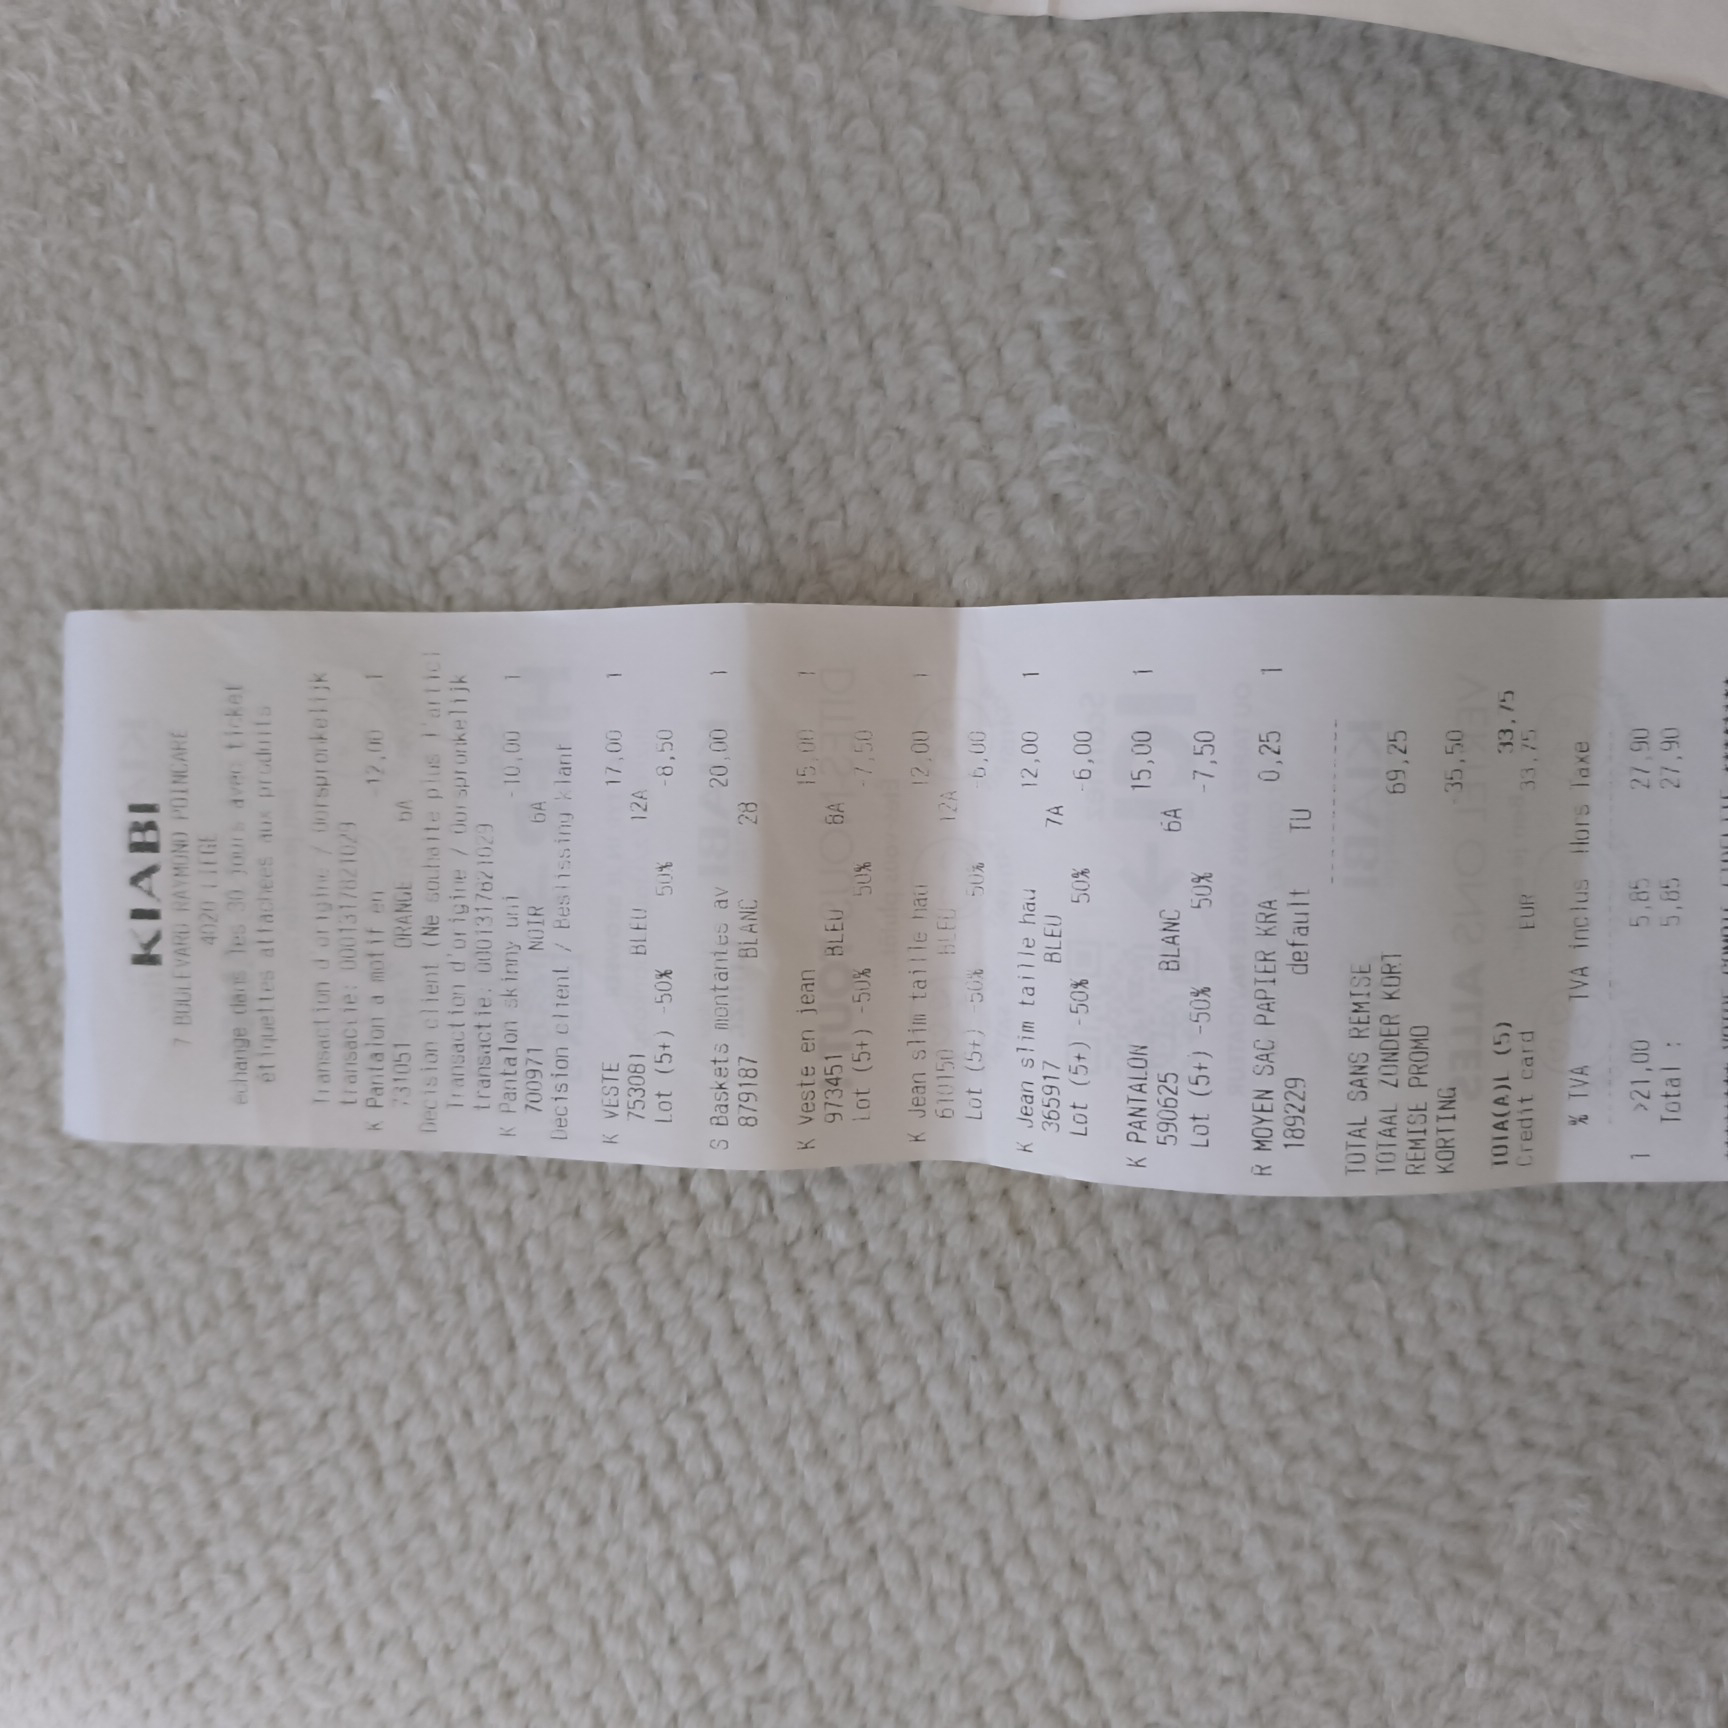 KIABI
7 BOULEVARD RAYMOND POINCARE
4020 LIEGE
echange dans les 30 jours avec ticket
etiquettes attachees aux produits
Transaction d'origine / Oorspronkelijk
transactie: 0001317821029
K Pantalon a motif en -12,00 1
731051 ORANGE 6A
Decision client (Ne souhaite plus l'articl
Transaction d'origine / Oorspronkelijk
transactie: 0001317821029
K Pantalon skinny uni -10,00 1
700971 NOIR 6A
Decision client / Beslissing klant
K VESTE 17,00 1
753081 BLEU 12A
Lot (5+) -50% 50% -8,50
S Baskets montantes av 20,00 1
879187 BLANC 28
K Veste en jean 15,00 1
973451 BLEU 8A
Lot (5+) -50% 50% -7,50
K Jean slim taille hau 12,00 1
610150 BLEU 12A
Lot (5+) -50% 50% -6,00
K Jean slim taille hau 12,00 1
365917 BLEU 7A
Lot (5+) -50% 50% -6,00
K PANTALON 15,00 1
590625 BLANC 6A
Lot (5+) -50% 50% -7,50
R MOYEN SAC PAPIER KRA 0,25 1
189229 default TU
TOTAL SANS REMISE
TOTAAL ZONDER KORT 69,25
REMISE PROMO
KORTING -35,50
TOTA(A)L (5) 33,75
Credit card EUR 33,75
% TVA TVA inclus Hors Taxe
1 >21,00 5,85 27,90
Total : 5,85 27,90